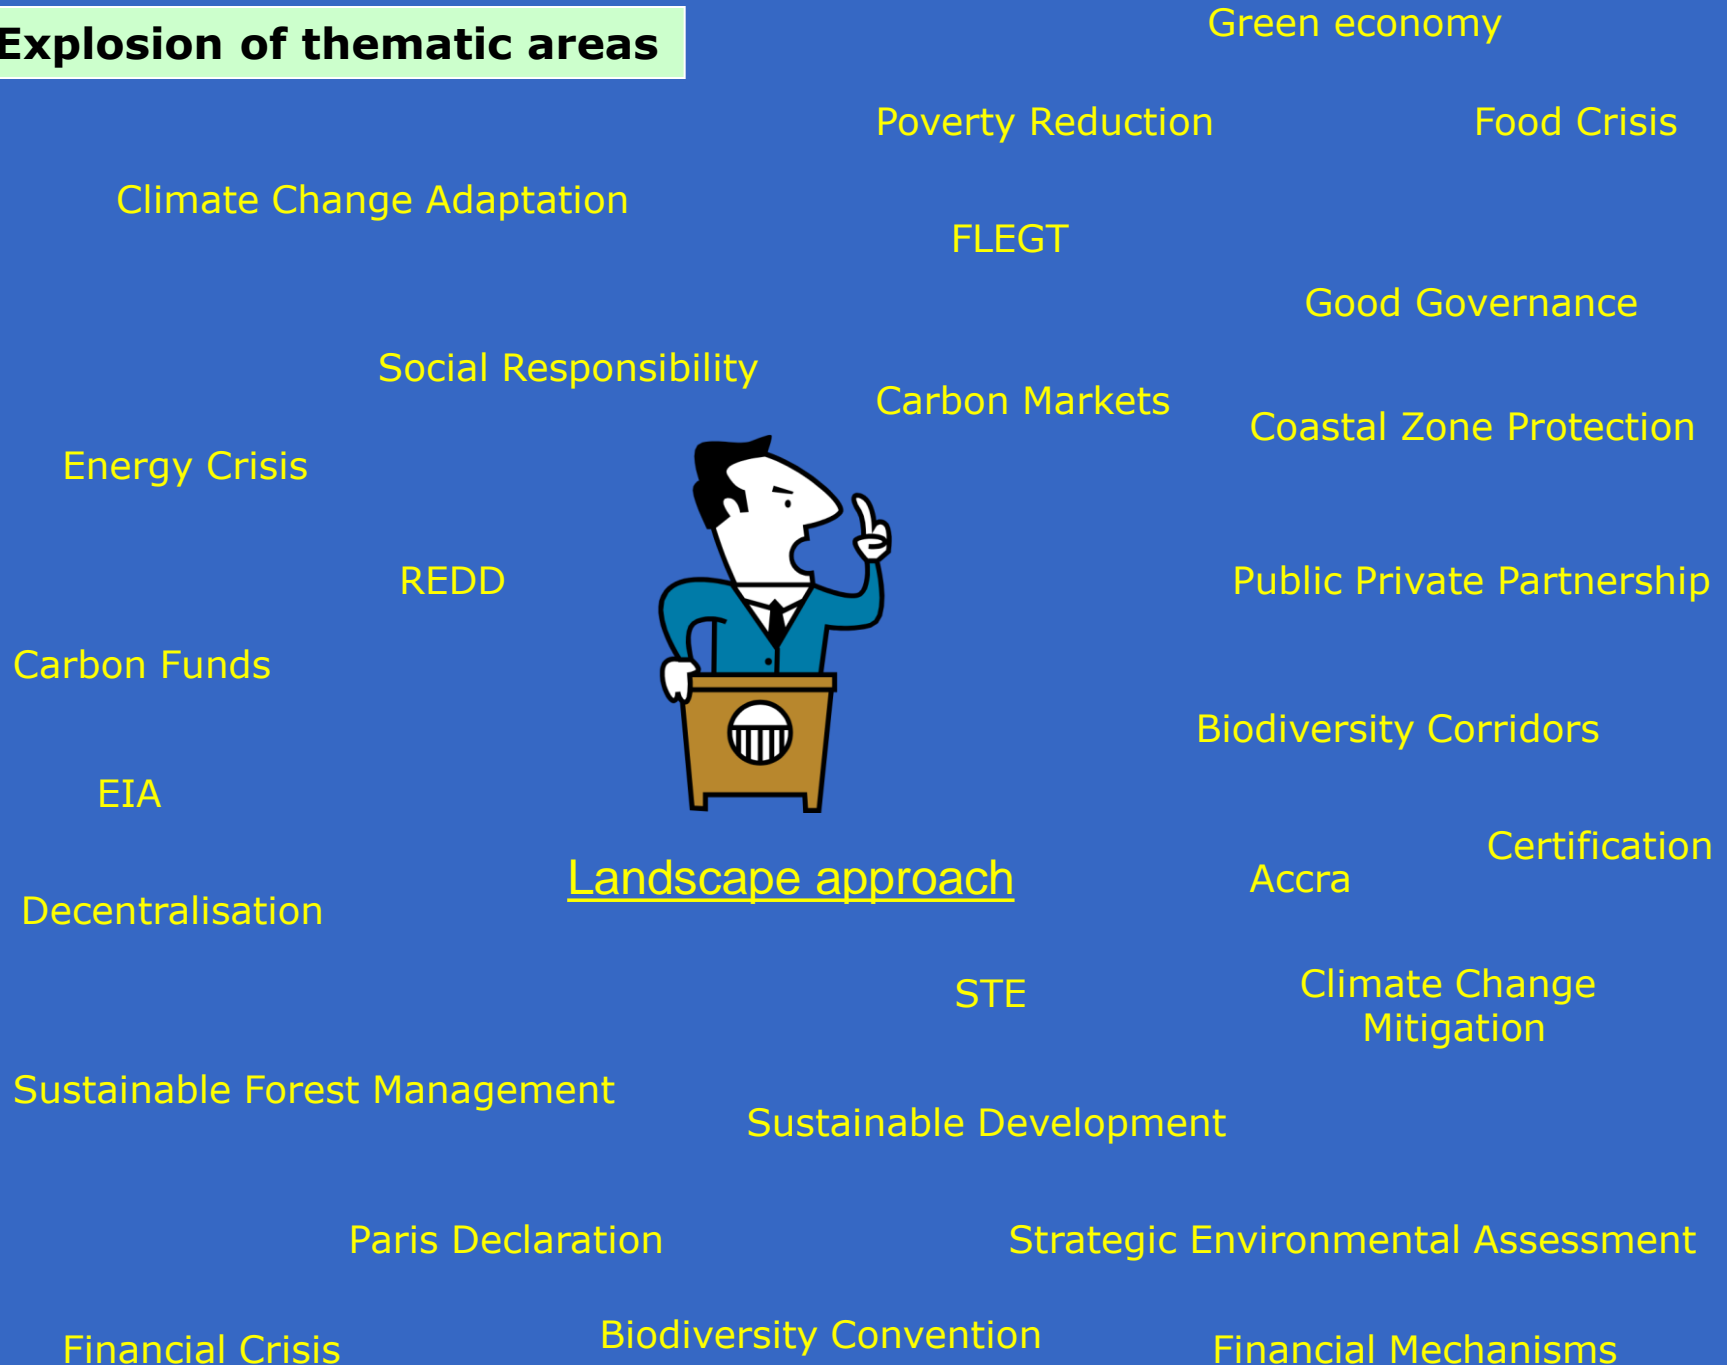 Explosion of thematic areas
Green economy
Poverty Reduction
Food Crisis
Climate Change Adaptation
FLEGT
Good Governance
Social Responsibility
Carbon Markets
Coastal Zone Protection
Energy Crisis
REDD
Public Private Partnership
Carbon Funds
Biodiversity Corridors
EIA
Certification
Landscape approach
Accra
Decentralisation
STE
Climate Change
Mitigation
Sustainable Forest Management
Sustainable Development
Paris Declaration
Strategic Environmental Assessment
Biodiversity Convention
Financial Crisis
Financial Mechanisms